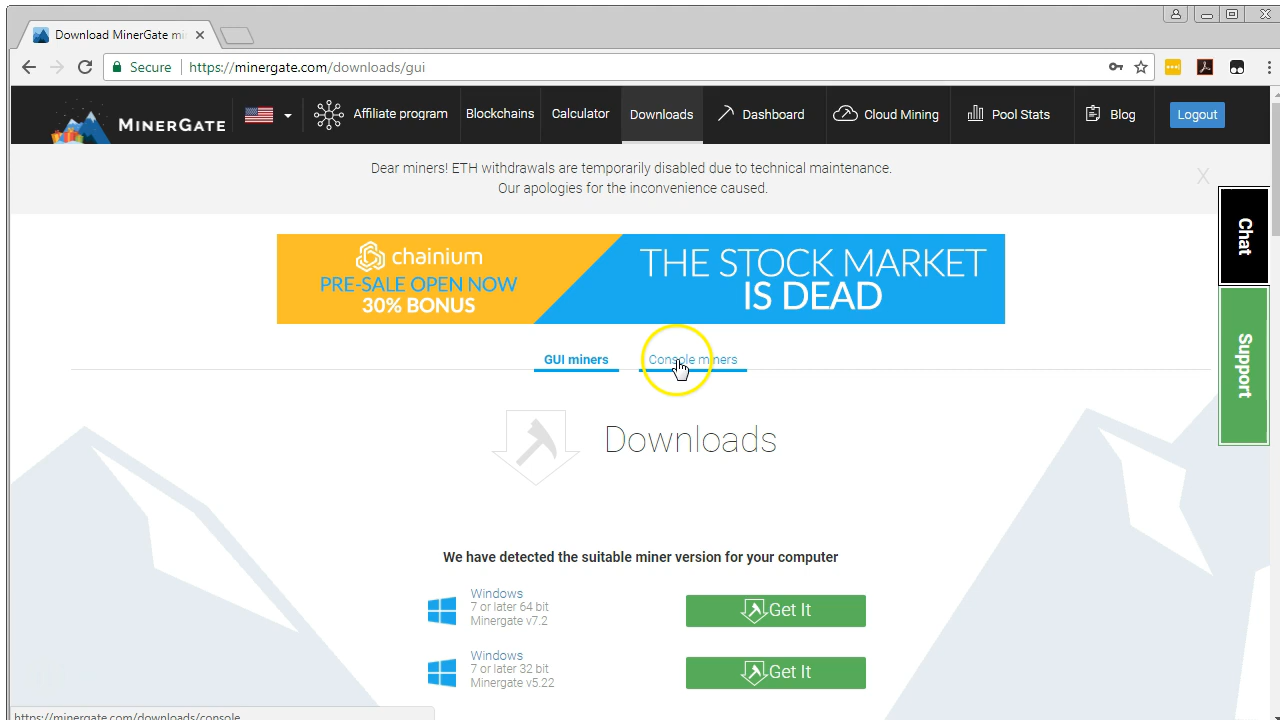 Download MinerGate mi
Secure
https://minergate.com/downloads/gui
MINERGATE
Affiliate program
Blockchains
Calculator
Downloads
Dashboard
Cloud Mining
Pool Stats
Blog
Logout
Dear miners! ETH withdrawals are temporarily disabled due to technical maintenance.
Our apologies for the inconvenience caused.
X
Chat
Support
chainium
PRE-SALE OPEN NOW
30% BONUS
THE STOCK MARKET
IS DEAD
GUI miners
Console miners
Downloads
We have detected the suitable miner version for your computer
Windows
7 or later 64 bit
Minergate v7.2
Get It
Windows
7 or later 32 bit
Minergate v5.22
Get It
https://minergate.com/downloads/console